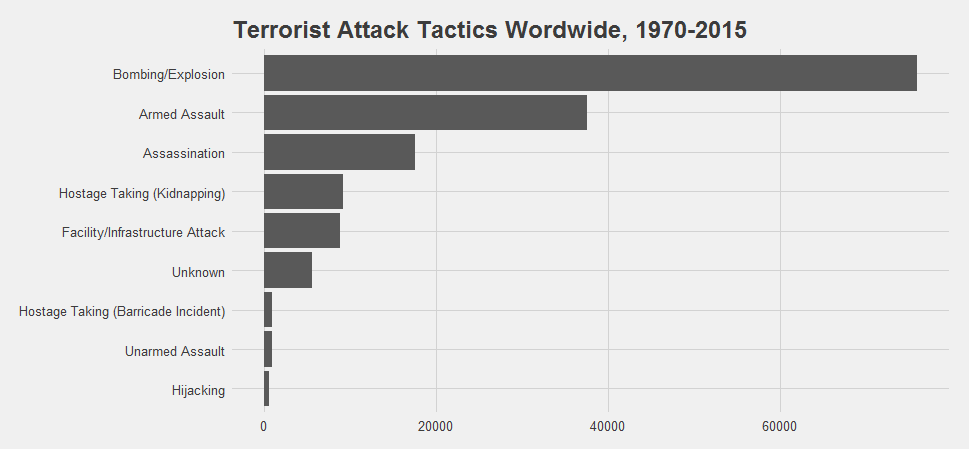 Terrorist Attack Tactics Wordwide, 1970-2015
Bombing/Explosion
Armed Assault
Assassination
Hostage Taking (Kidnapping)
Facility/Infrastructure Attack
Unknown
Hostage Taking (Barricade Incident)
Unarmed Assault
Hijacking
0 20000 40000 60000